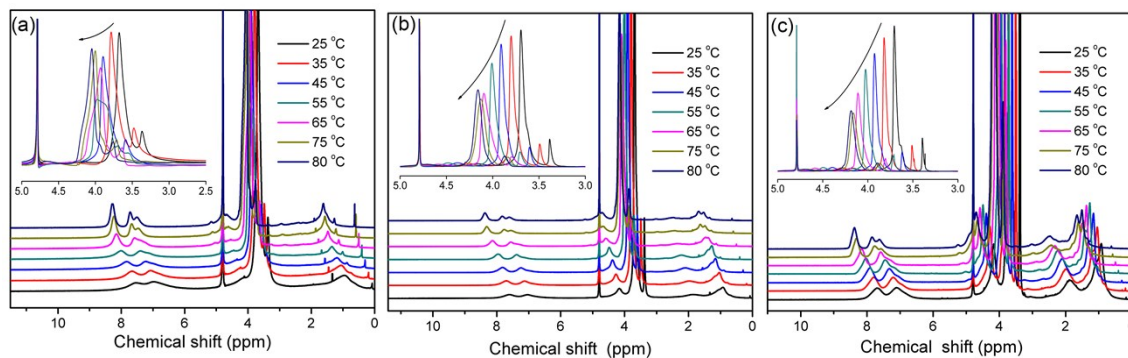 (a)
25 °C
35 °C
45 °C
55 °C
65 °C
75 °C
80 °C
5.0 4.5 4.0 3.5 3.0 2.5
10 8 6 4 2 0
Chemical shift (ppm)
(b)
25 °C
35 °C
45 °C
55 °C
65 °C
75 °C
80 °C
5.0 4.5 4.0 3.5 3.0
10 8 6 4 2 0
Chemical shift (ppm)
(c)
25 °C
35 °C
45 °C
55 °C
65 °C
75 °C
80 °C
5.0 4.5 4.0 3.5 3.0
10 8 6 4 2 0
Chemical shift (ppm)